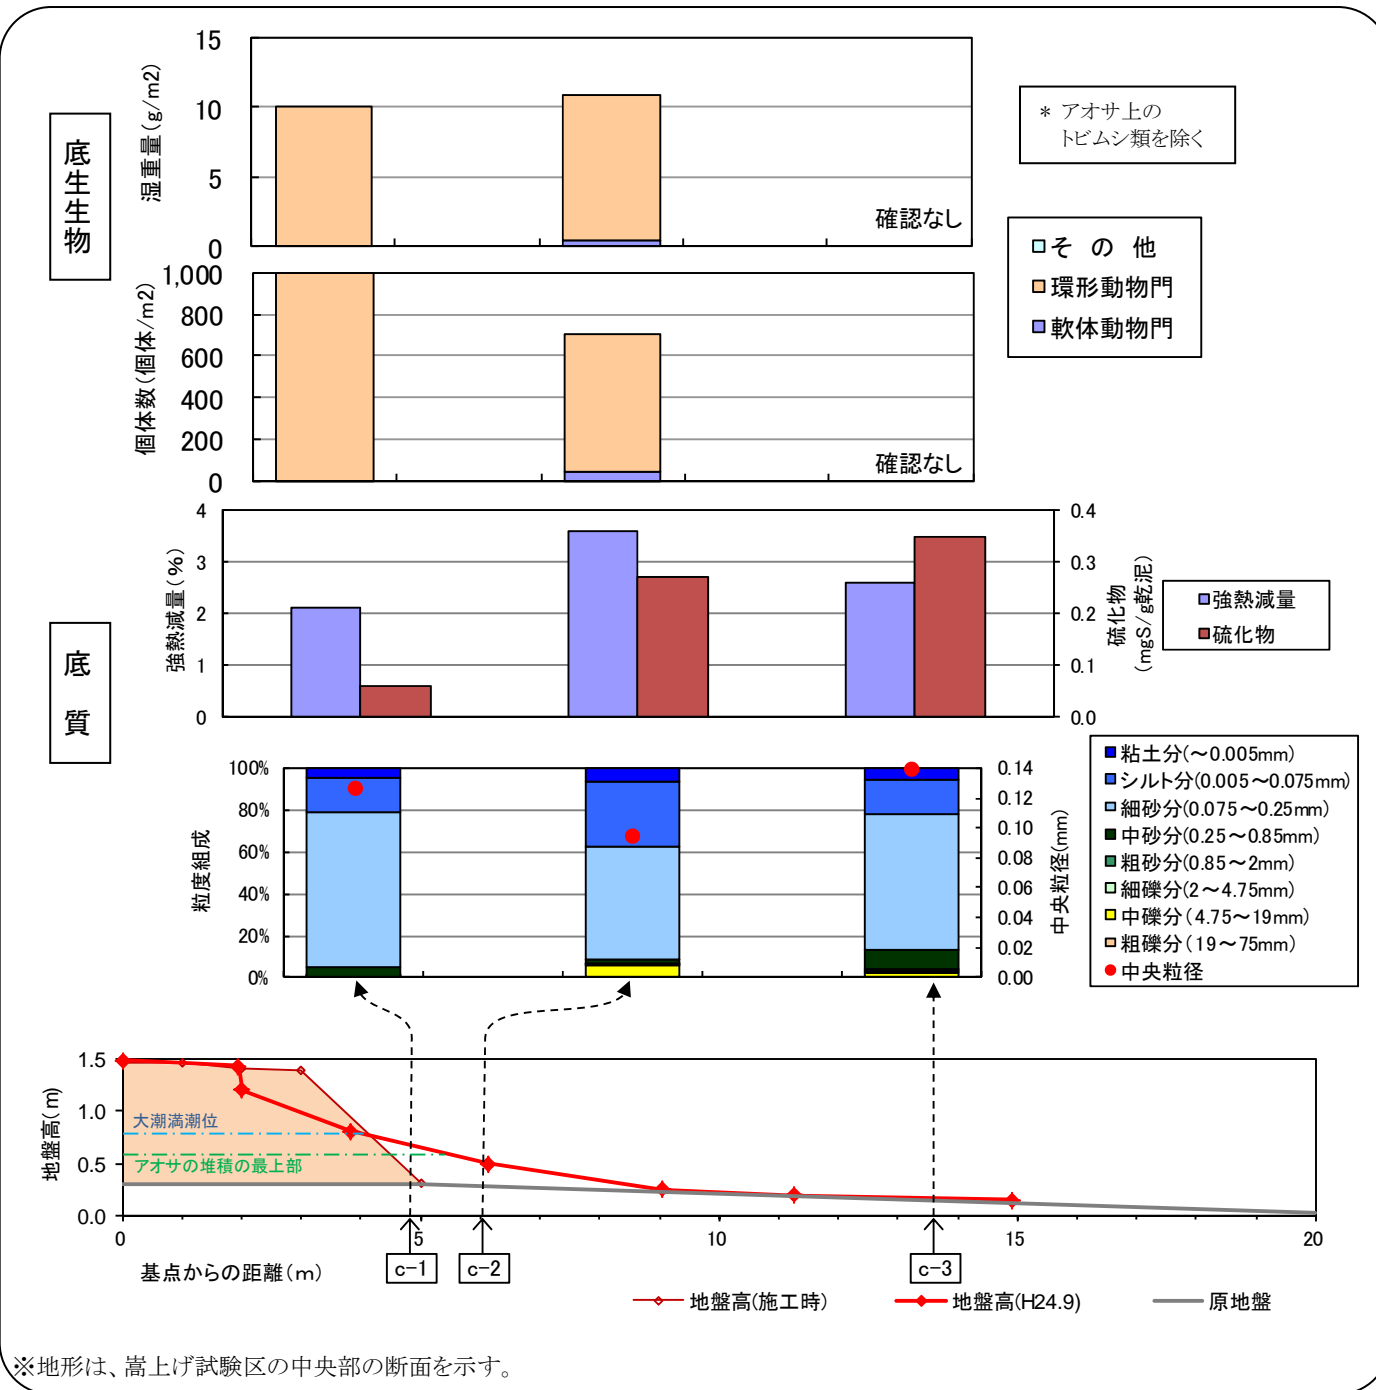 底生生物
湿重量(g/m2)
15
10
5
0
確認なし
* アオサ上の
トビムシ類を除く
個体数(個体/m2)
1,000
800
600
400
200
0
確認なし
その他
環形動物門
軟体動物門
底質
強熱減量(%)
4
3
2
1
0
0.4
0.3
0.2
0.1
0.0
硫化物
(mgS/g乾泥)
強熱減量
硫化物
粒度組成
100%
80%
60%
40%
20%
0%
0.14
0.12
0.10
0.08
0.06
0.04
0.02
0.00
中央粒径(mm)
粘土分(～0.005mm)
シルト分(0.005～0.075mm)
細砂分(0.075～0.25mm)
中砂分(0.25～0.85mm)
粗砂分(0.85～2mm)
細礫分(2～4.75mm)
中礫分(4.75～19mm)
粗礫分(19～75mm)
中央粒径
地盤高(m)
1.5
1.0
0.5
0.0
大潮満潮位
アオサの堆積の最上部
0
5
10
15
20
基点からの距離(m)
c-1
c-2
c-3
地盤高(施工時)
地盤高(H24.9)
原地盤
※地形は、嵩上げ試験区の中央部の断面を示す。